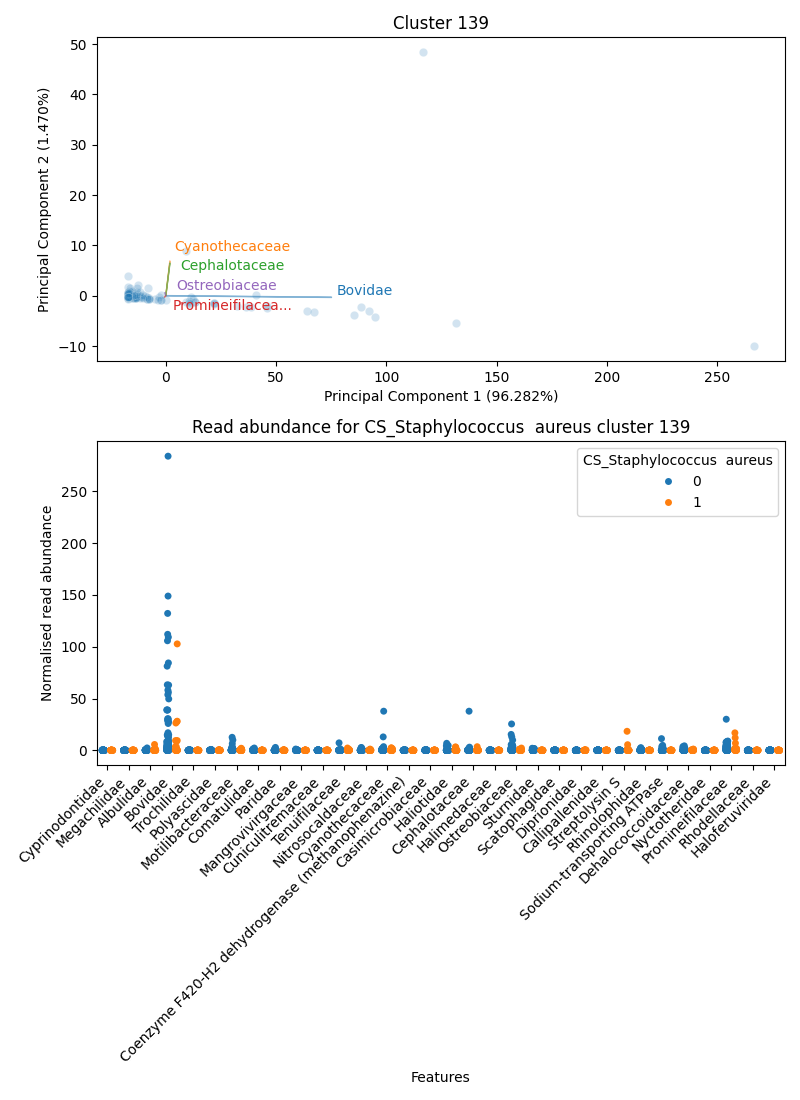 Cluster 139
Principal Component 2 (1.470%)
50
40
30
20
10
0
−10
Cyanothecaceae
Cephalotaceae
Ostreobiaceae
Bovidae
Promineifilacea...
0
50
100
150
200
250
Principal Component 1 (96.282%)
Read abundance for CS_Staphylococcus  aureus cluster 139
Normalised read abundance
250
200
150
100
50
0
CS_Staphylococcus  aureus
0
1
Cyprinodontidae
Megachilidae
Albulidae
Bovidae
Trochilidae
Polyascidae
Motilibacteraceae
Comatulidae
Paridae
Mangrovivirgaceae
Cuniculitremaceae
Tenuifilaceae
Nitrosocaldaceae
Cyanothecaceae
Coenzyme F420-H2 dehydrogenase (methanophenazine)
Casimicrobiaceae
Haliotidae
Cephalotaceae
Halimedaceae
Ostreobiaceae
Sturnidae
Scatophagidae
Diprionidae
Callipallenidae
Streptolysin S
Rhinolophidae
Sodium-transporting ATPase
Dehalococcoidaceae
Nyctotheridae
Promineifilaceae
Rhodellaceae
Haloferuviridae
Features